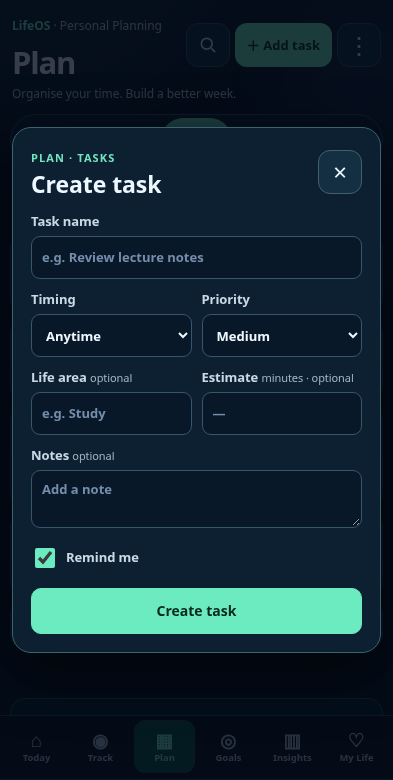 LifeOS · Personal Planning
Plan
+ Add task
Organise your time. Build a better week.
PLAN · TASKS
Create task
×
Task name
e.g. Review lecture notes
Timing
Priority
Anytime
Medium
Life area optional
Estimate minutes · optional
e.g. Study
—
Notes optional
Add a note
Remind me
Create task
Today
Track
Plan
Goals
Insights
My Life